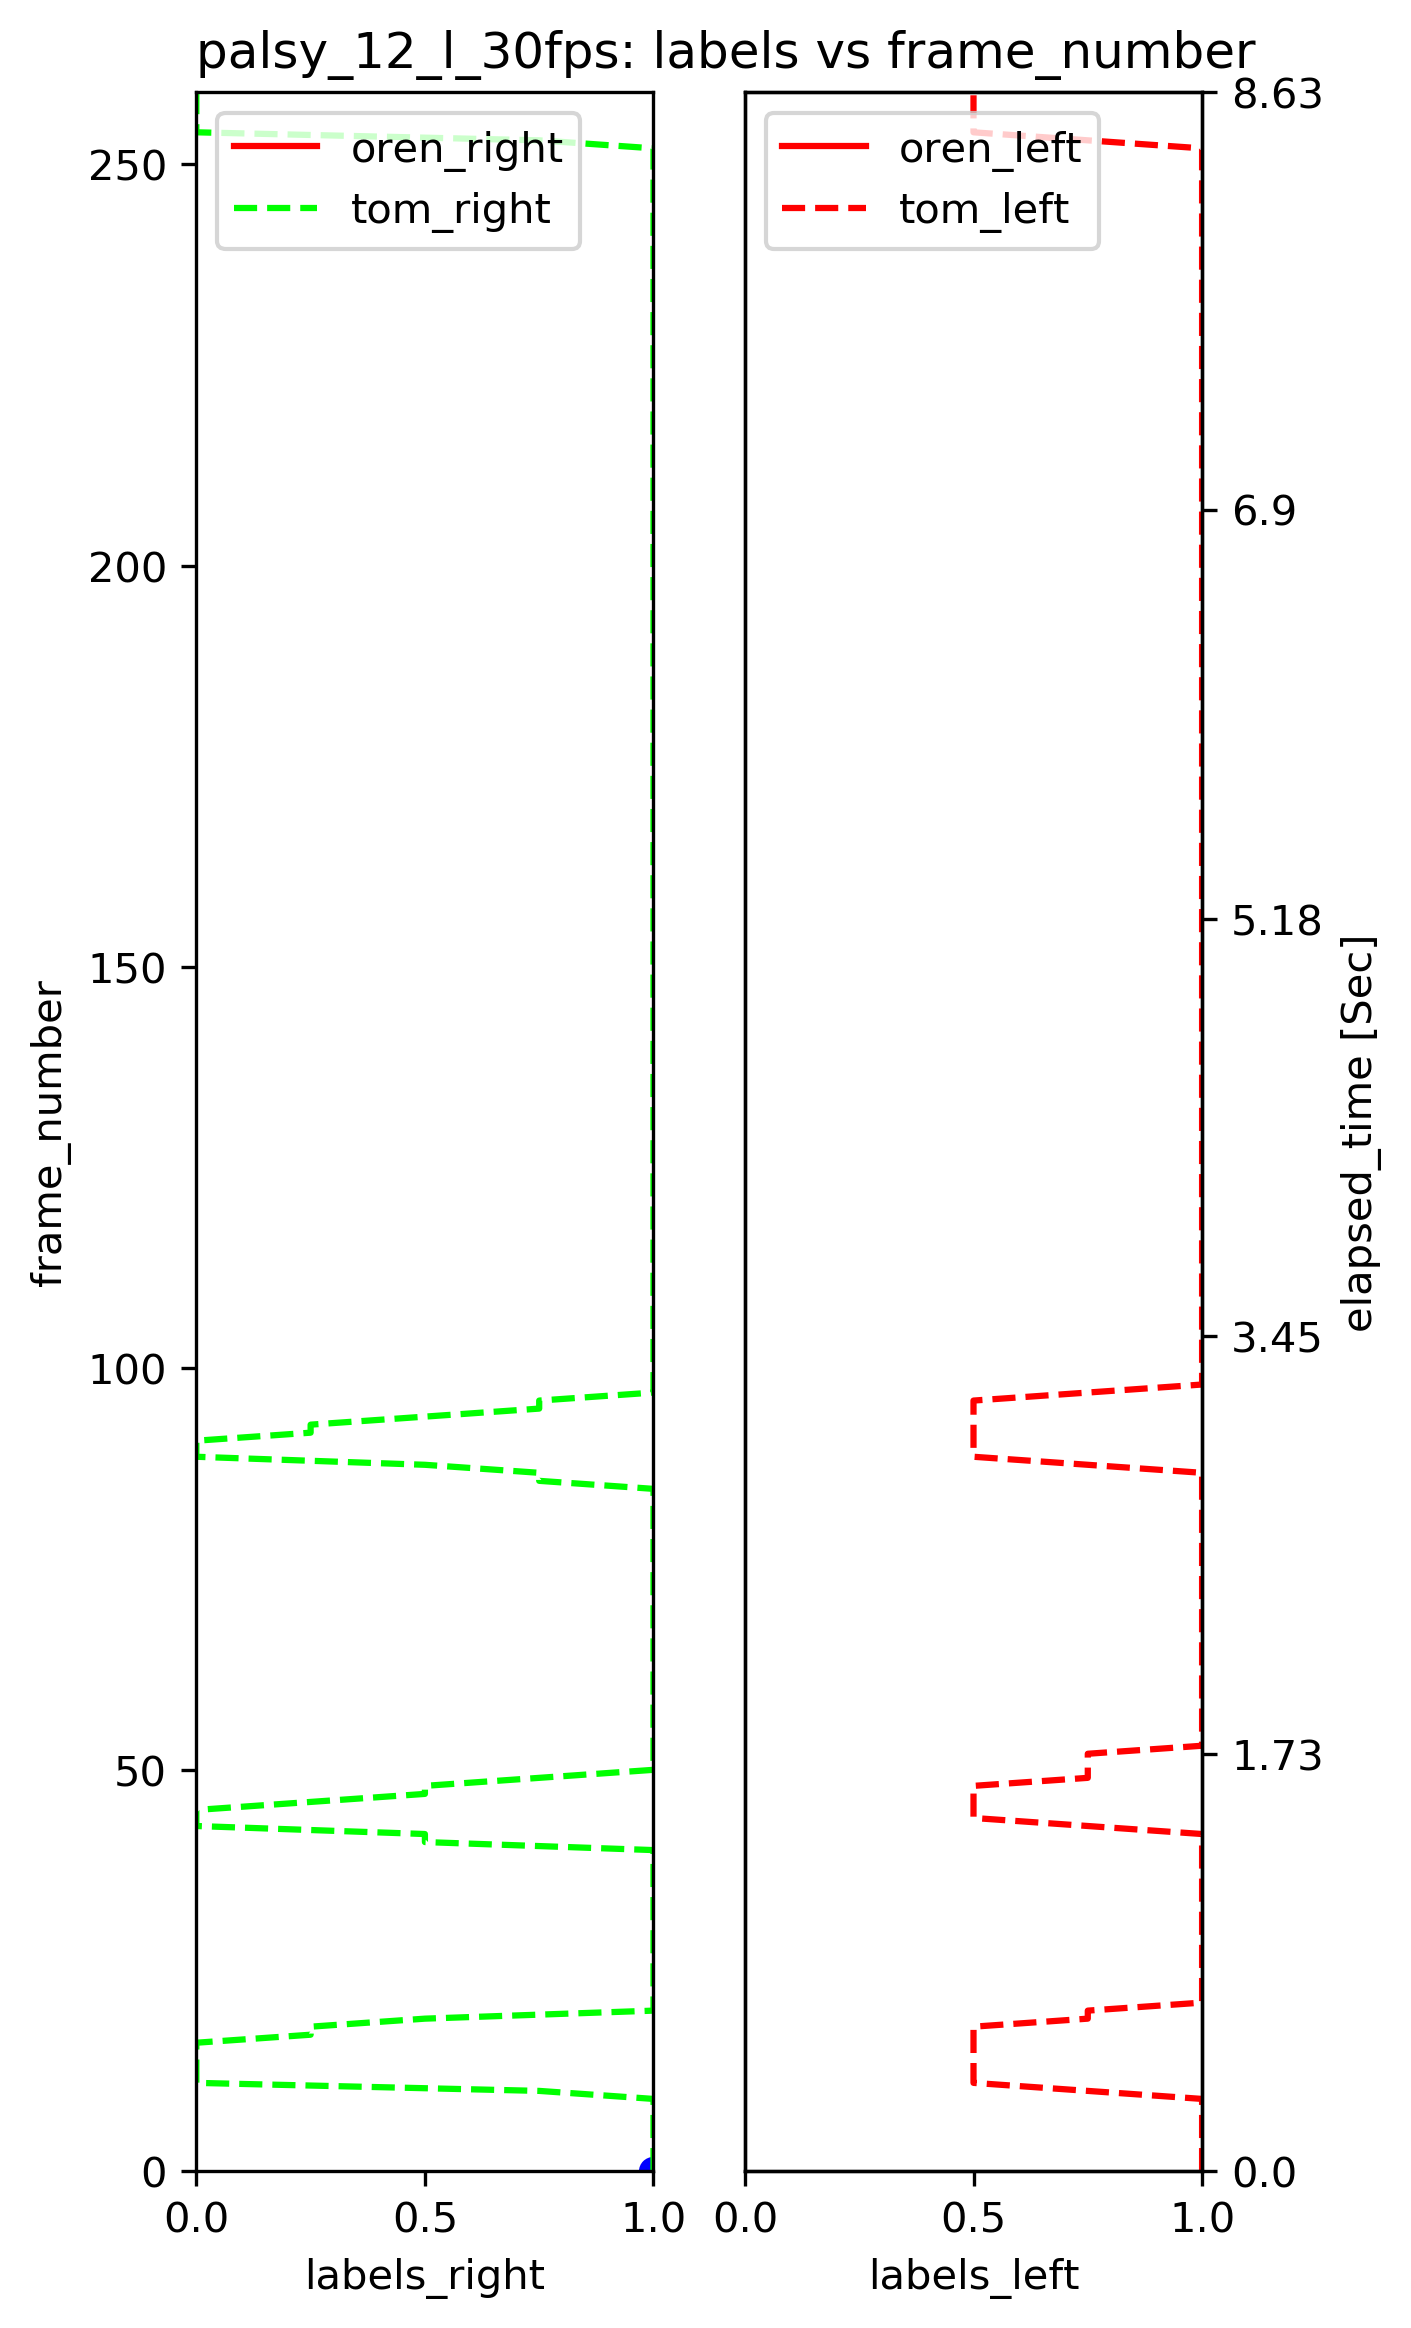 palsy_12_l_30fps: labels vs frame_number
oren_right
tom_right
oren_left
tom_left
250
200
150
100
50
0
frame_number
0.0 0.5 1.0
labels_right
0.0 0.5 1.0
labels_left
8.63
6.9
5.18
3.45
1.73
0.0
elapsed_time [Sec]